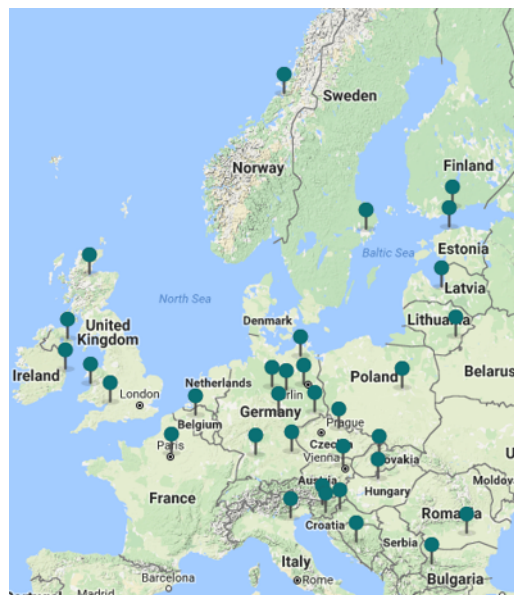 Sweden
Norway
Finland
Estonia
Baltic Sea
Latvia
North Sea
Denmark
Lithuania
United
Kingdom
Ireland
Belarus
Netherlands
Poland
London
Berlin
Germany
Belgium
Prague
Paris
Czech
Vienna
Slovakia
Moldov
Austria
Hungary
France
Romania
Croatia
Serbia
Italy
Bulgaria
Barcelona
Rome
Madrid